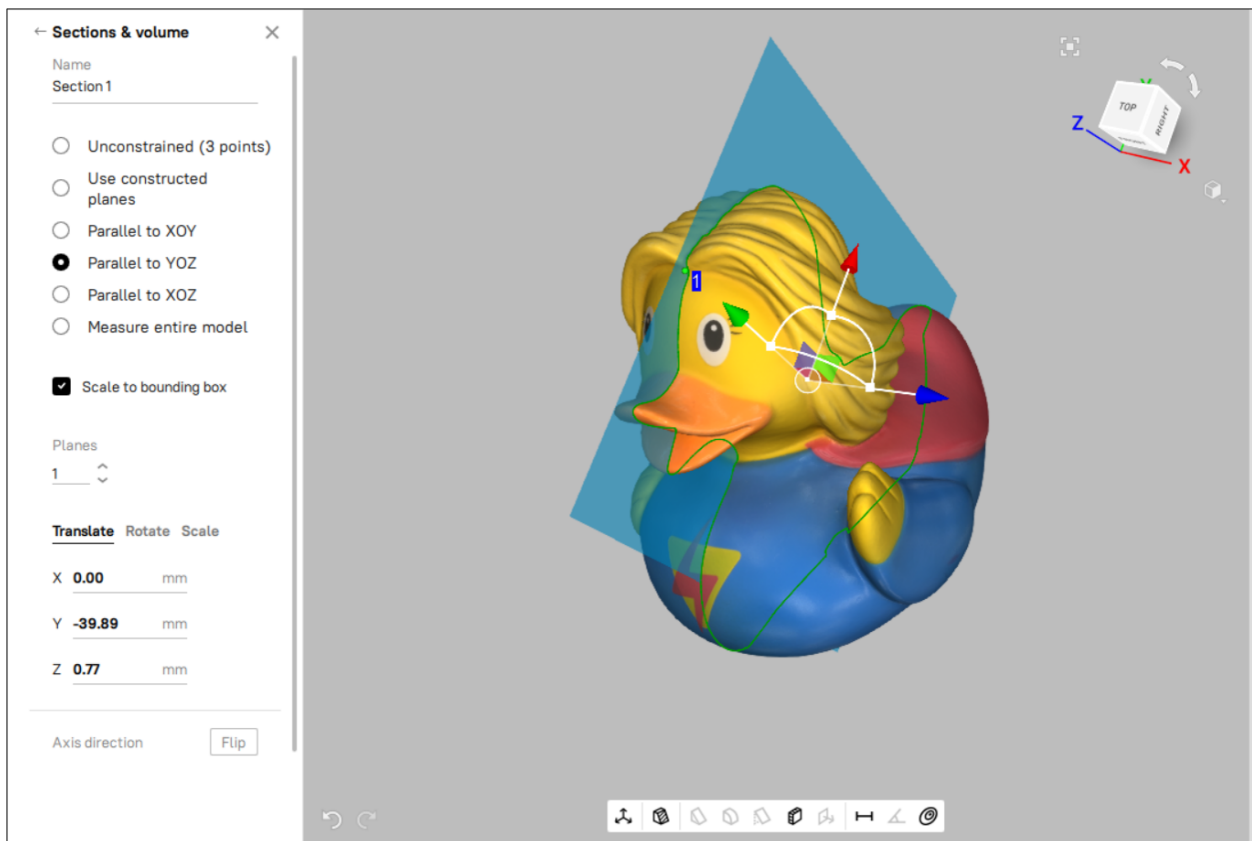 ← Sections & volume
Name
Section 1
Unconstrained (3 points)
Use constructed
planes
Parallel to XOY
Parallel to YOZ
Parallel to XOZ
Measure entire model
Scale to bounding box
Planes
1
Translate Rotate Scale
X 0.00 mm
Y -39.89 mm
Z 0.77 mm
Axis direction Flip
1
Y
TOP
RIGHT
Z
X